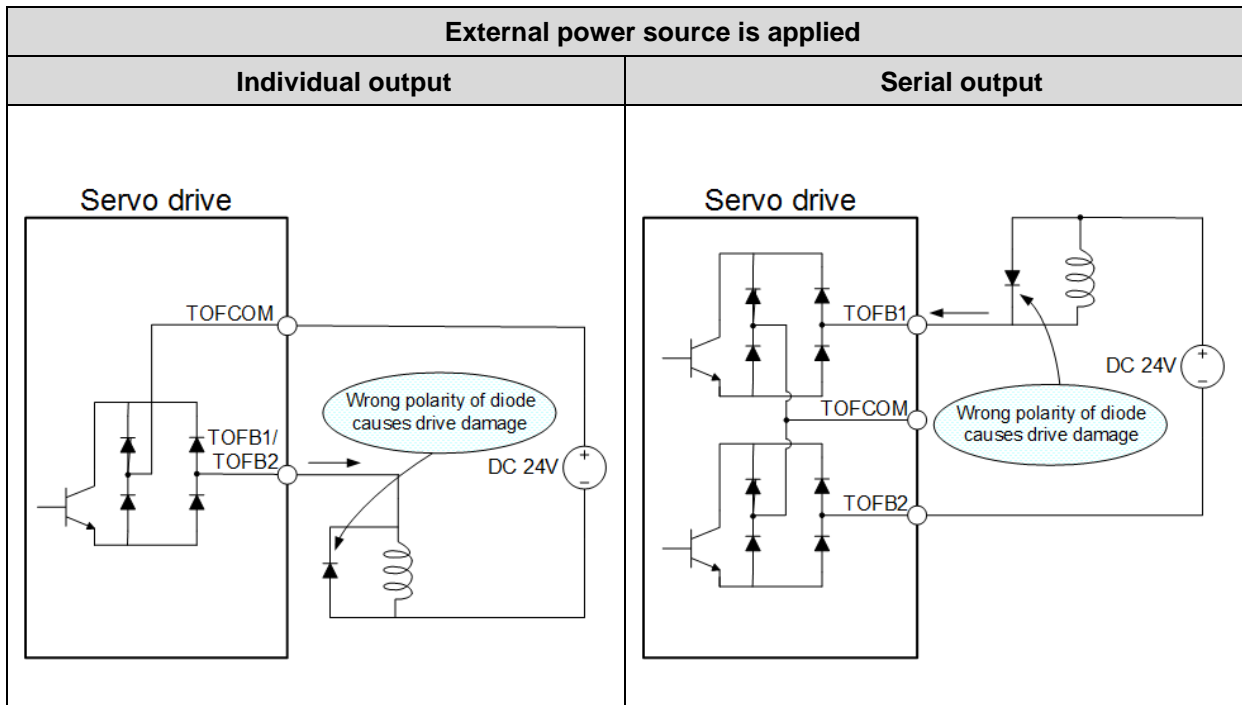 External power source is applied
Individual output
Serial output
Servo drive
TOFCOM
Wrong polarity of diode
causes drive damage
TOFB1/
TOFB2
DC 24V
+
−
Servo drive
TOFB1
DC 24V
+
−
TOFCOM
Wrong polarity of diode
causes drive damage
TOFB2